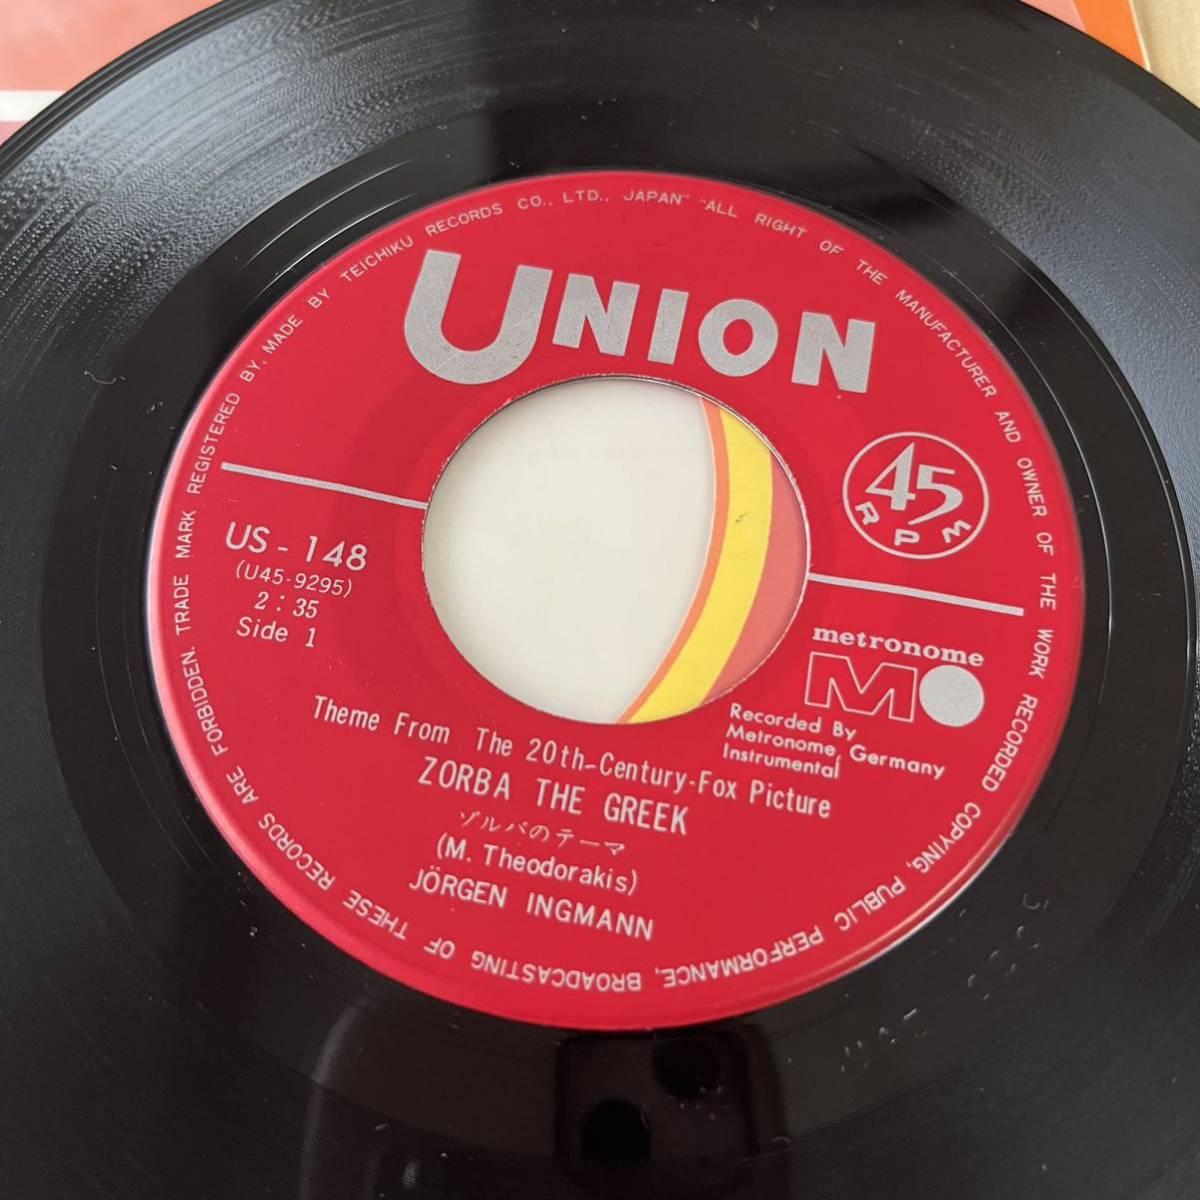 TRADE MARK REGISTERED BY. MADE BY TEICHIKU RECORDS CO., LTD., JAPAN" "ALL RIGHT OF THE MANUFACTURER AND OWNER OF THE WORK RECORDED COPYING, PUBLIC PERFORMANCE, BROADCASTING OF THESE RECORDS ARE FORBIDDEN.
UNION
45
RPM
US - 148
(U45-9295)
2 : 35
Side 1
metronome
MO
Recorded By
Metronome, Germany
Instrumental
Theme From The 20th-Century-Fox Picture
ZORBA THE GREEK
ゾルバのテーマ
(M. Theodorakis)
JÖRGEN INGMANN